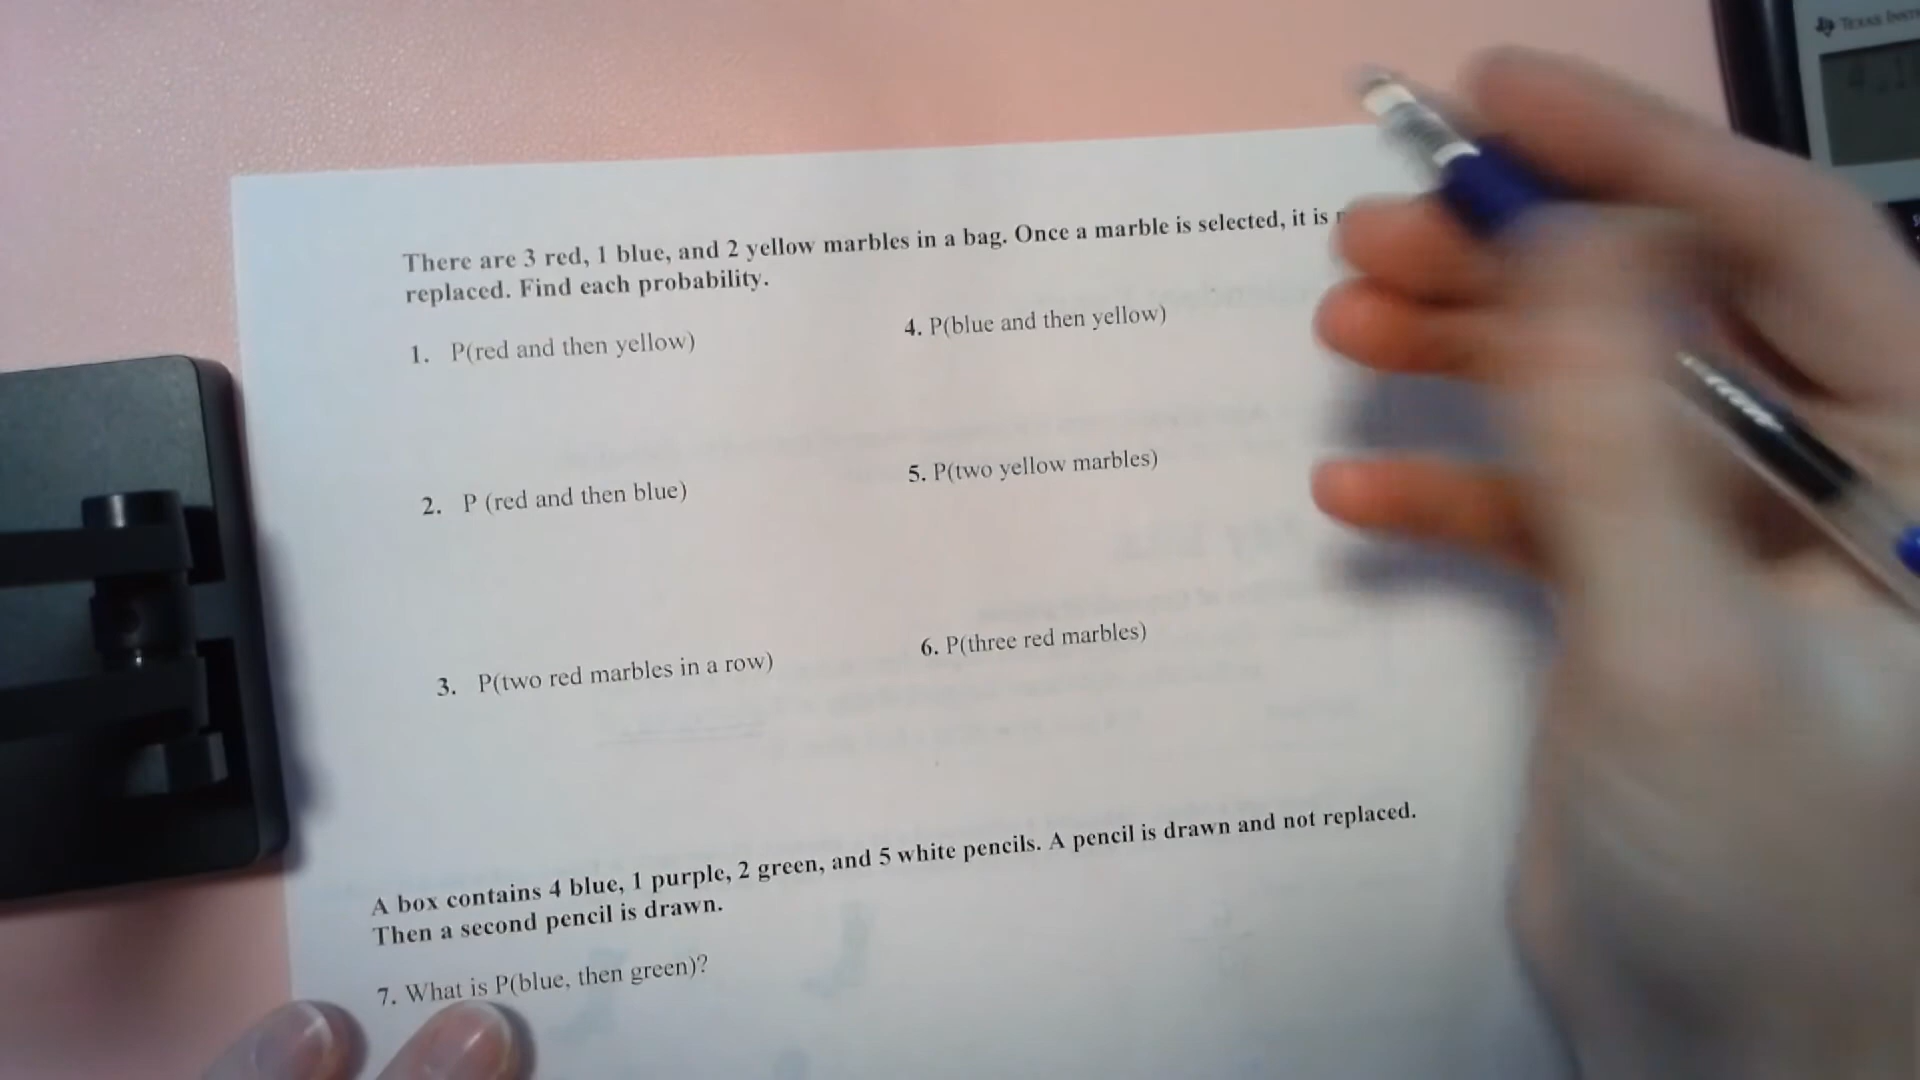 There are 3 red, 1 blue, and 2 yellow marbles in a bag. Once a marble is selected, it is
replaced. Find each probability.
1. P(red and then yellow)
4. P(blue and then yellow)
2. P (red and then blue)
5. P(two yellow marbles)
3. P(two red marbles in a row)
6. P(three red marbles)
A box contains 4 blue, 1 purple, 2 green, and 5 white pencils. A pencil is drawn and not replaced.
Then a second pencil is drawn.
7. What is P(blue, then green)?
TEXAS